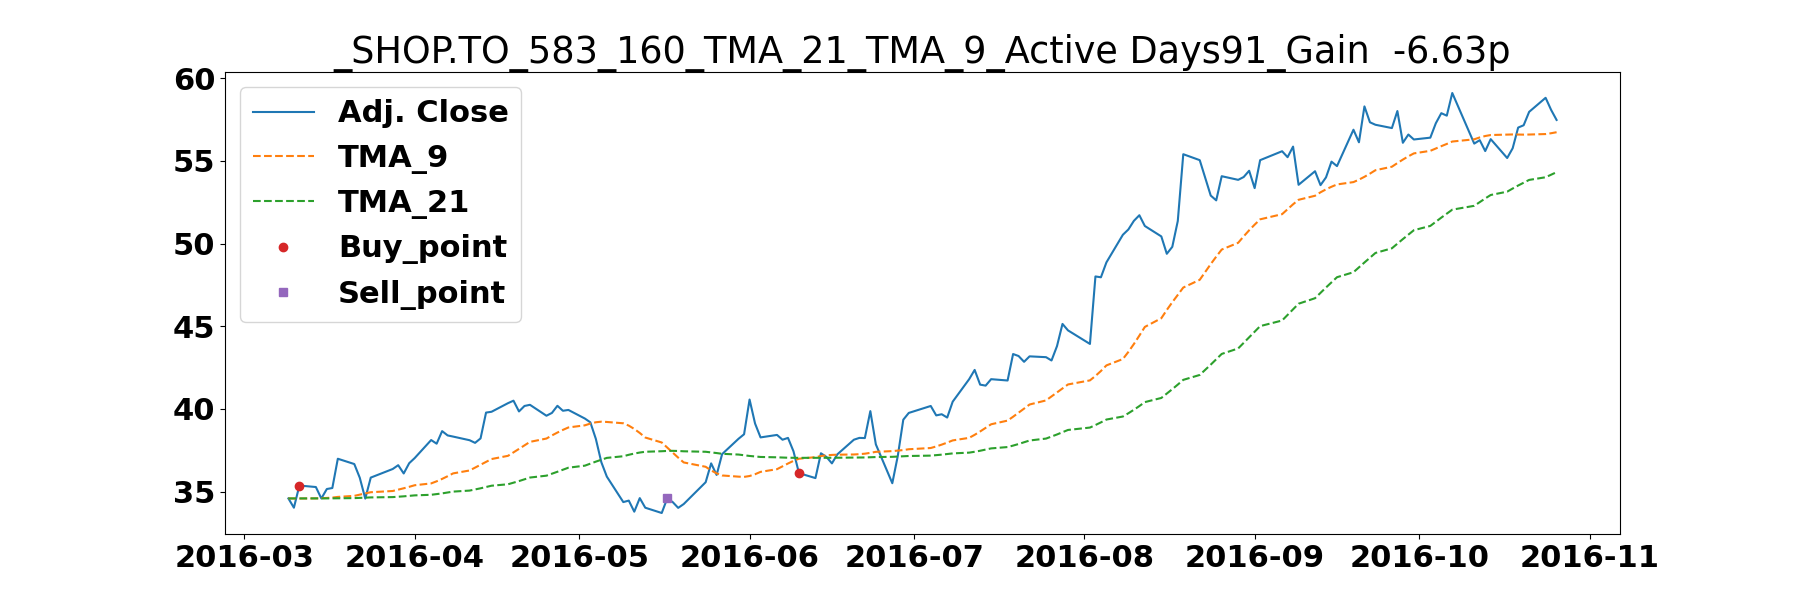 _SHOP.TO_583_160_TMA_21_TMA_9_Active Days91_Gain  -6.63p
60
55
50
45
40
35
Adj. Close
TMA_9
TMA_21
Buy_point
Sell_point
2016-03 2016-04 2016-05 2016-06 2016-07 2016-08 2016-09 2016-10 2016-11